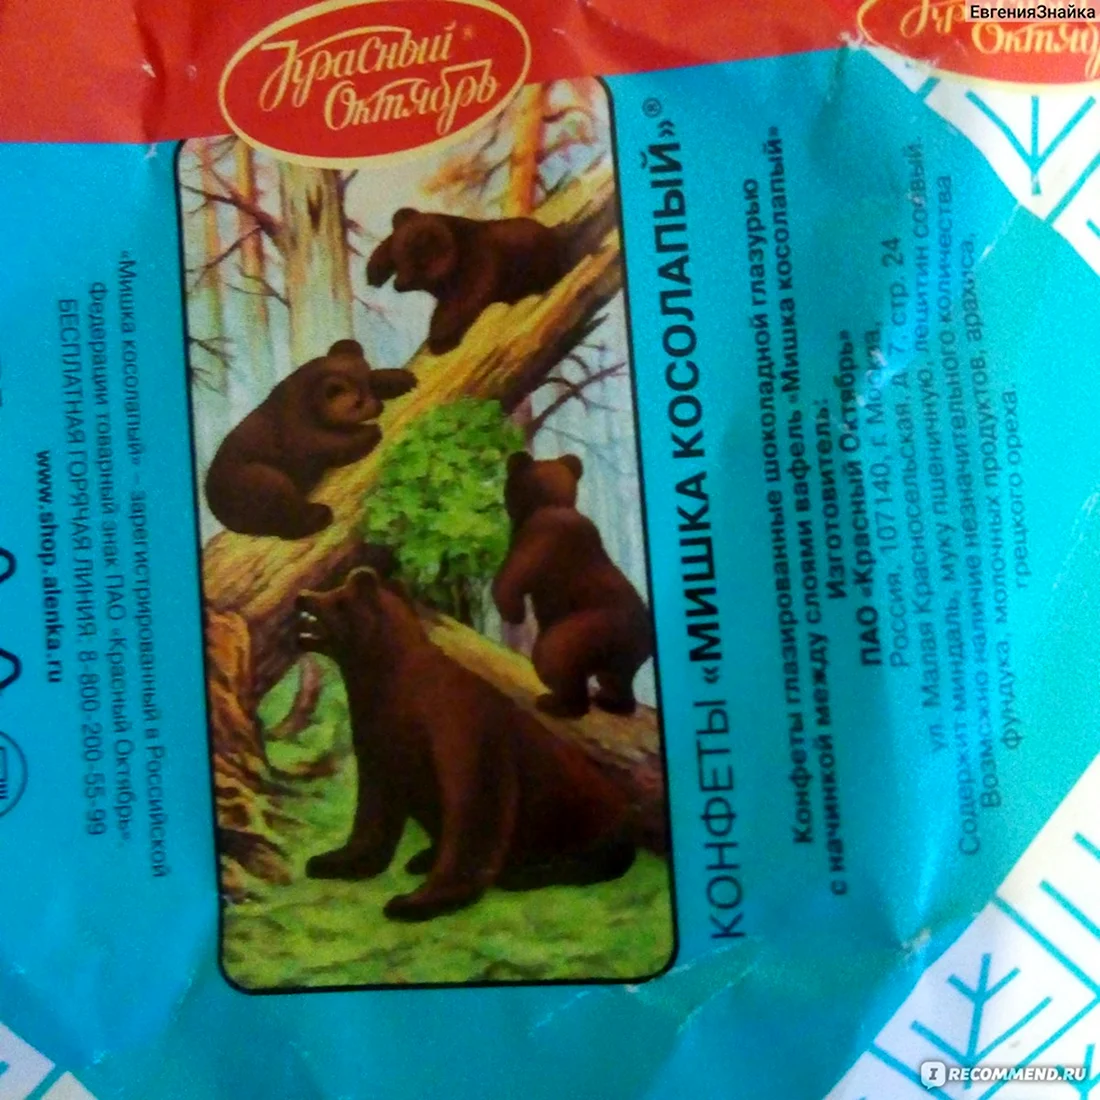 ЕвгенияЗнайка
Красный
Октябрь
Октяб
КОНФЕТЫ «МИШКА КОСОЛАПЫЙ»®
Конфеты глазированные шоколадной глазурью
с начинкой между слоями вафель «Мишка косолапый»
Изготовитель:
ПАО «Красный Октябрь»
Россия, 107140, г. Москва,
ул. Малая Красносельская, д. 7, стр. 24
Содержит миндаль, муку пшеничную, лецитин соевый.
Возможно наличие незначительного количества
фундука, молочных продуктов, арахиса,
грецкого ореха.
«Мишка косолапый» – зарегистрированный в Российской
Федерации товарный знак ПАО «Красный Октябрь».
БЕСПЛАТНАЯ ГОРЯЧАЯ ЛИНИЯ 8-800-200-55-99
www.shop.alenka.ru
IRECOMMEND.RU